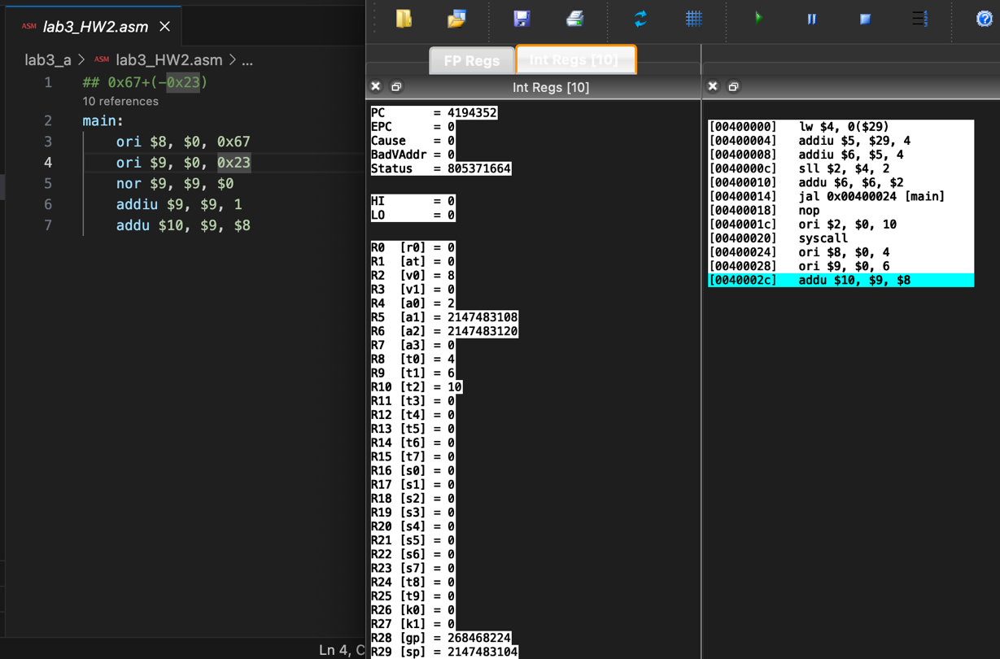 ASM lab3_HW2.asm ×
lab3_a > ASM lab3_HW2.asm > ...
1 ## 0x67+(-0x23)
10 references
2 main:
3 ori $8, $0, 0x67
4 ori $9, $0, 0x23
5 nor $9, $9, $0
6 addiu $9, $9, 1
7 addu $10, $9, $8
Ln 4, C
FP Regs
Int Regs [10]
Int Regs [10]
PC = 4194352
EPC = 0
Cause = 0
BadVAddr = 0
Status = 805371664
HI = 0
LO = 0
R0 [r0] = 0
R1 [at] = 0
R2 [v0] = 8
R3 [v1] = 0
R4 [a0] = 2
R5 [a1] = 2147483108
R6 [a2] = 2147483120
R7 [a3] = 0
R8 [t0] = 4
R9 [t1] = 6
R10 [t2] = 10
R11 [t3] = 0
R12 [t4] = 0
R13 [t5] = 0
R14 [t6] = 0
R15 [t7] = 0
R16 [s0] = 0
R17 [s1] = 0
R18 [s2] = 0
R19 [s3] = 0
R20 [s4] = 0
R21 [s5] = 0
R22 [s6] = 0
R23 [s7] = 0
R24 [t8] = 0
R25 [t9] = 0
R26 [k0] = 0
R27 [k1] = 0
R28 [gp] = 268468224
R29 [sp] = 2147483104
[00400000] lw $4, 0($29)
[00400004] addiu $5, $29, 4
[00400008] addiu $6, $5, 4
[0040000c] sll $2, $4, 2
[00400010] addu $6, $6, $2
[00400014] jal 0x00400024 [main]
[00400018] nop
[0040001c] ori $2, $0, 10
[00400020] syscall
[00400024] ori $8, $0, 4
[00400028] ori $9, $0, 6
[0040002c] addu $10, $9, $8